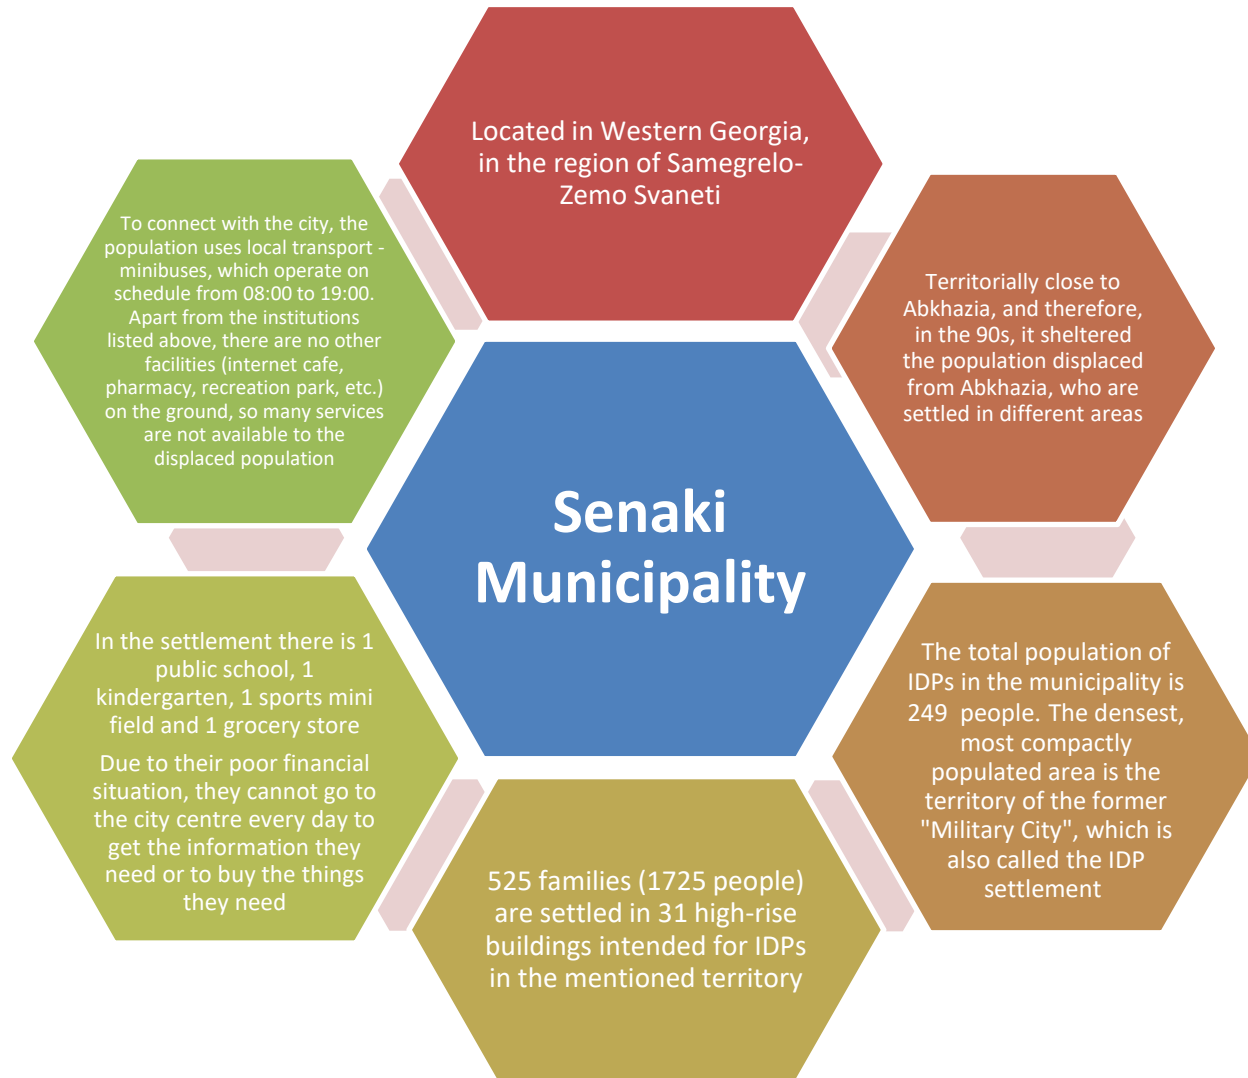 Located in Western Georgia,
in the region of Samegrelo-
Zemo Svaneti
Territorially close to
Abkhazia, and therefore,
in the 90s, it sheltered
the population displaced
from Abkhazia, who are
settled in different areas
The total population of
IDPs in the municipality is
249 people. The densest,
most compactly
populated area is the
territory of the former
"Military City", which is
also called the IDP
settlement
525 families (1725 people)
are settled in 31 high-rise
buildings intended for IDPs
in the mentioned territory
In the settlement there is 1
public school, 1
kindergarten, 1 sports mini
field and 1 grocery store
Due to their poor financial
situation, they cannot go to
the city centre every day to
get the information they
need or to buy the things
they need
To connect with the city, the
population uses local transport -
minibuses, which operate on
schedule from 08:00 to 19:00.
Apart from the institutions
listed above, there are no other
facilities (internet cafe,
pharmacy, recreation park, etc.)
on the ground, so many services
are not available to the
displaced population
Senaki
Municipality